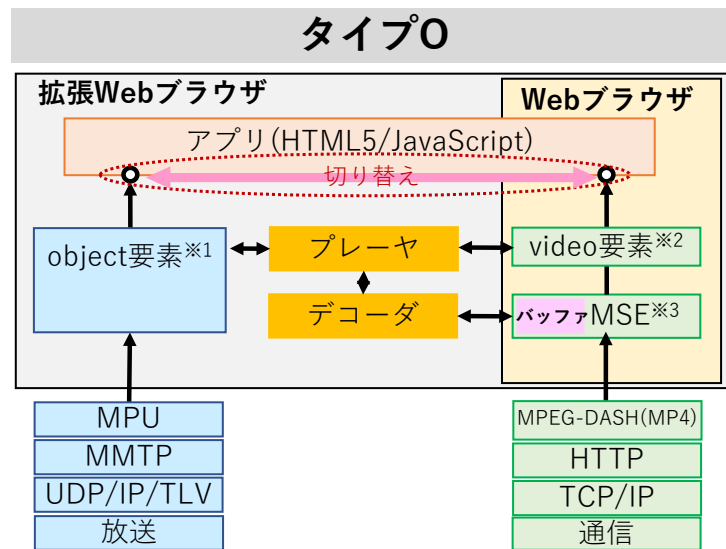 タイプO
拡張Webブラウザ
Webブラウザ
アプリ(HTML5/JavaScript)
切り替え
object要素※1
プレーヤ
video要素※2
デコーダ
バッファMSE※3
MPU
MMTP
UDP/IP/TLV
放送
MPEG-DASH(MP4)
HTTP
TCP/IP
通信